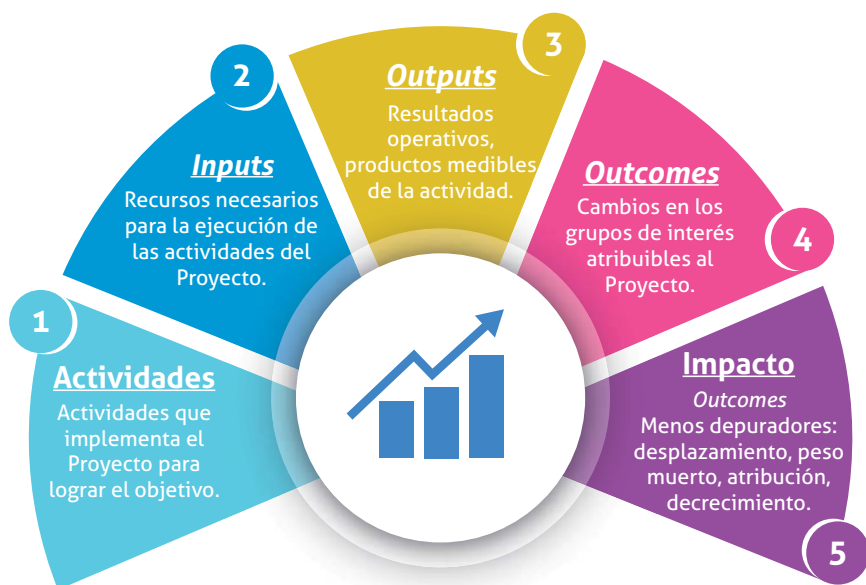 1
Actividades
Actividades que
implementa el
Proyecto para
lograr el objetivo.
2
Inputs
Recursos necesarios
para la ejecución de
las actividades del
Proyecto.
3
Outputs
Resultados
operativos,
productos medibles
de la actividad.
4
Outcomes
Cambios en los
grupos de interés
atribuibles al
Proyecto.
5
Impacto
Outcomes
Menos depuradores:
desplazamiento, peso
muerto, atribución,
decrecimiento.